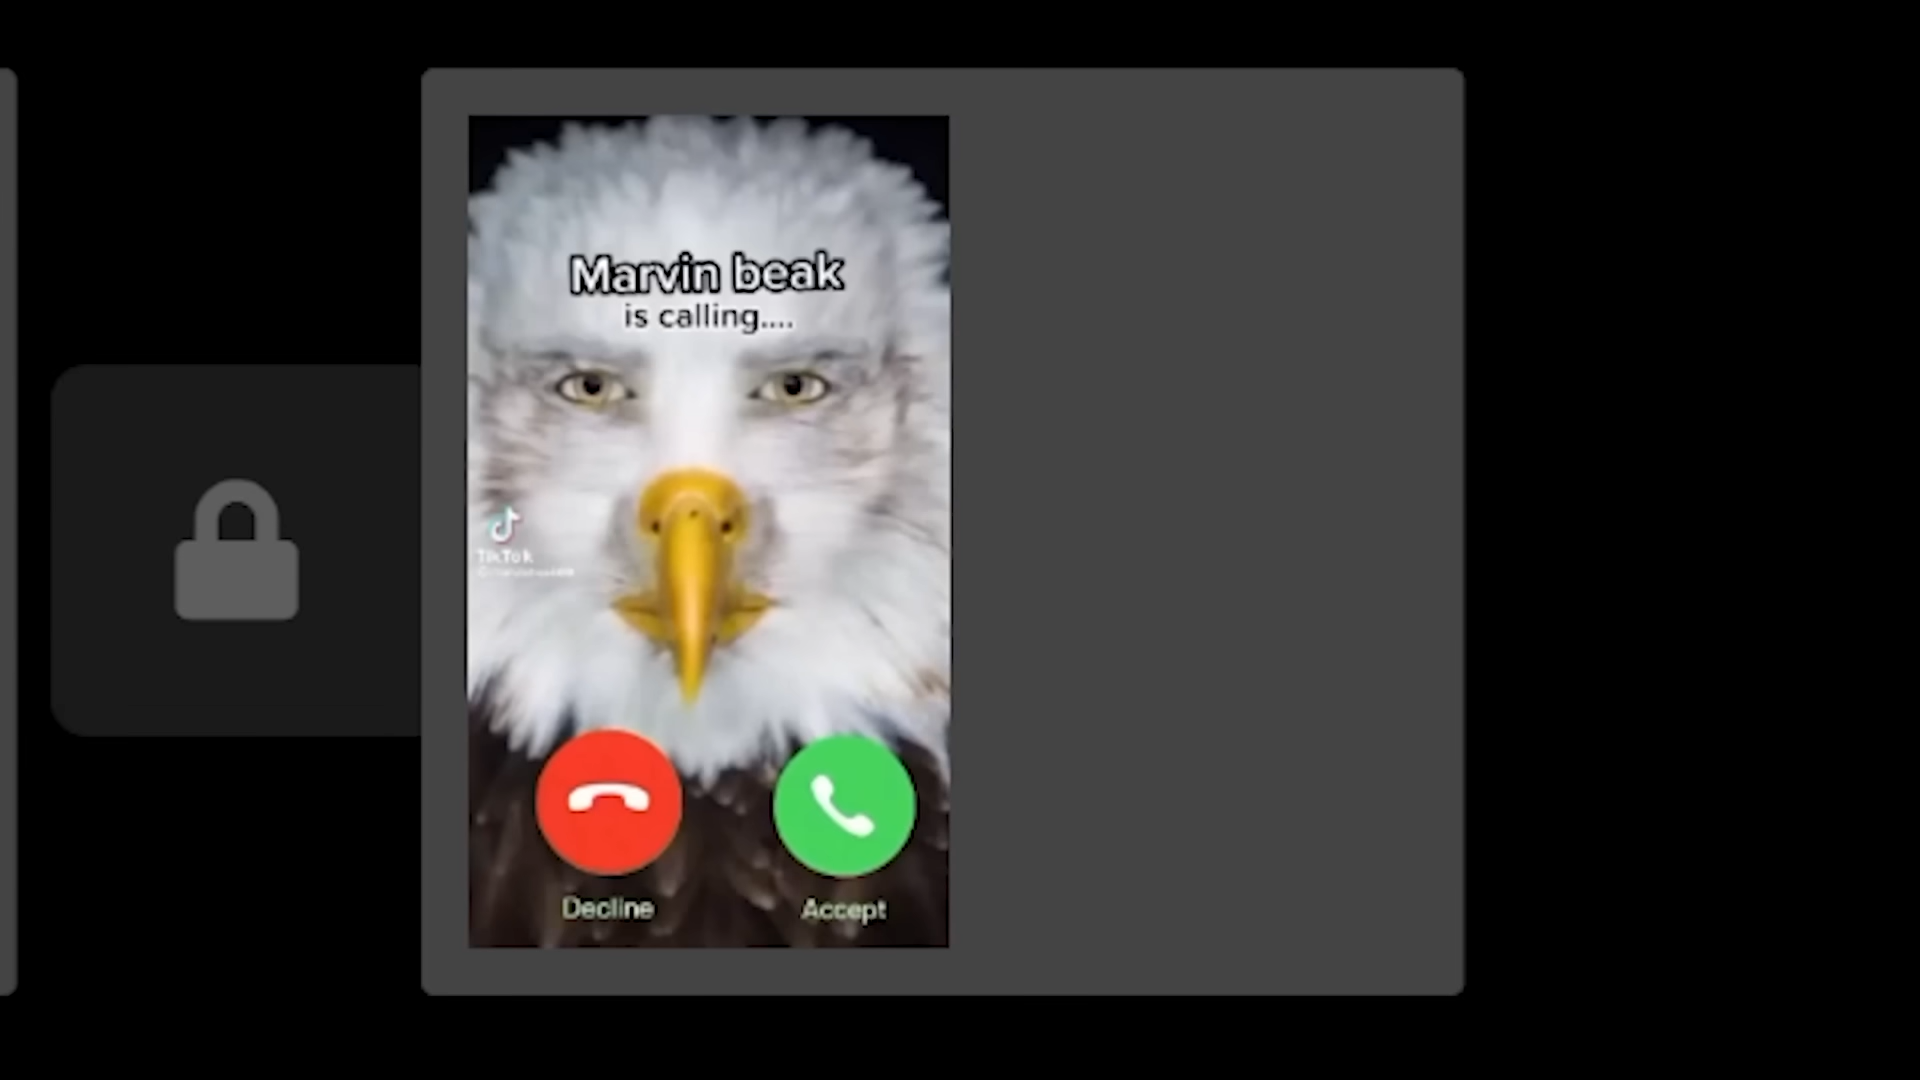 Marvin beak
is calling....
TikTok
Decline
Accept